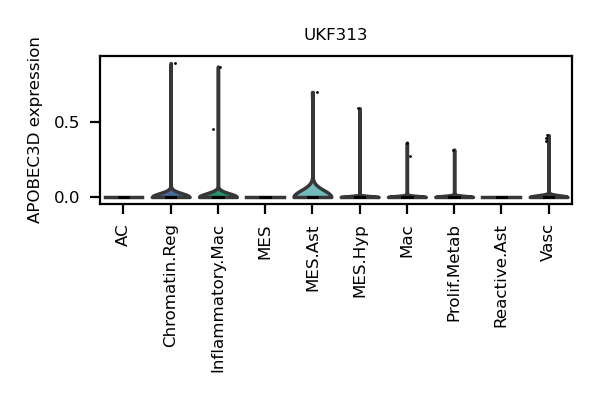 UKF313
APOBEC3D expression
0.5
0.0
AC
Chromatin.Reg
Inflammatory.Mac
MES
MES.Ast
MES.Hyp
Mac
Prolif.Metab
Reactive.Ast
Vasc